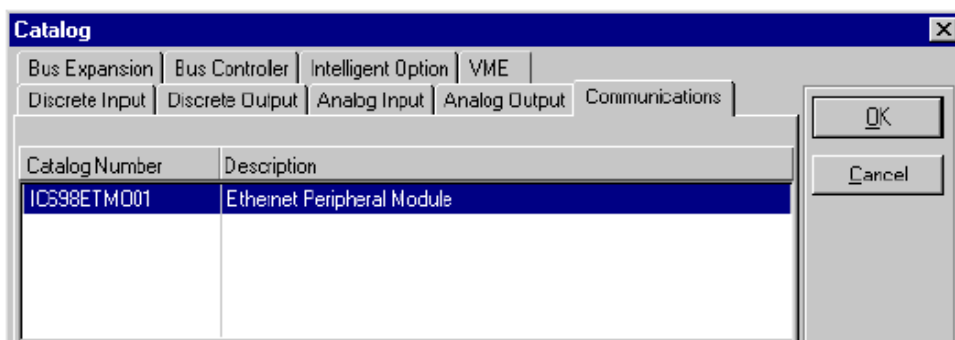 Catalog
Bus Expansion Bus Controler Intelligent Option VME
Discrete Input Discrete Output Analog Input Analog Output Communications
OK
Catalog Number Description
Cancel
IC698ETM001 Ethernet Peripheral Module